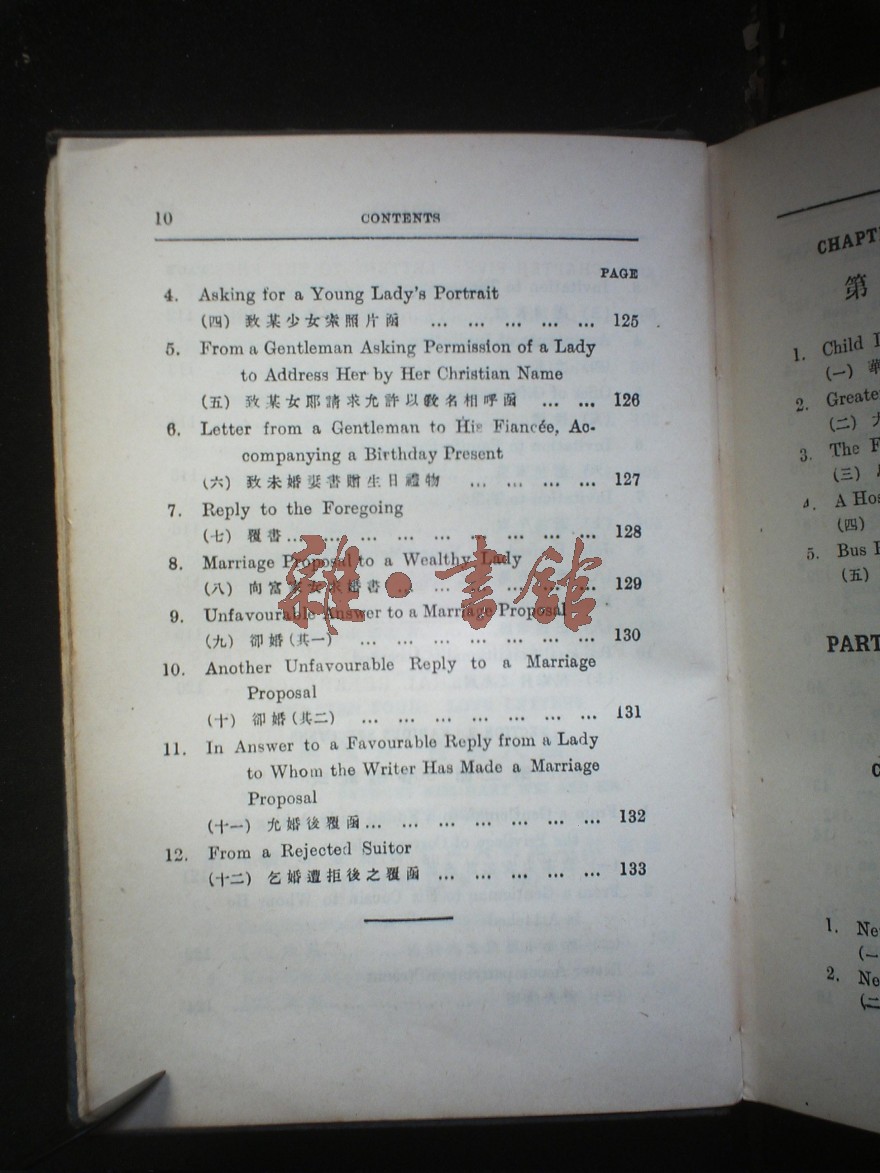 10 CONTENTS
PAGE
4. Asking for a Young Lady's Portrait
(四) 致某少女索照片函 ... ... ... ... ... 125
5. From a Gentleman Asking Permission of a Lady
to Address Her by Her Christian Name
(五) 致某女郎請求允許以教名相呼函 ... ... 126
6. Letter from a Gentleman to His Fiancée, Ac-
companying a Birthday Present
(六) 致未婚妻書贈生日禮物 ... ... ... ... 127
7. Reply to the Foregoing
(七) 覆書... ... ... ... ... ... ... ... ... 128
8. Marriage Proposal to a Wealthy Lady
(八) 向富家女求婚書 ... ... ... ... ... ... 129
9. Unfavourable Answer to a Marriage Proposal
(九) 卻婚(其一) ... ... ... ... ... ... ... 130
10. Another Unfavourable Reply to a Marriage
Proposal
(十) 卻婚(其二) ... ... ... ... ... ... ... 131
11. In Answer to a Favourable Reply from a Lady
to Whom the Writer Has Made a Marriage
Proposal
(十一) 允婚後覆函... ... ... ... ... ... ... 132
12. From a Rejected Suitor
(十二) 乞婚遭拒後之覆函 ... ... ... ... ... 133
雜·書館
CHAPT
第
1. Child
(一) 華
2. Greate
(二)
3. The F
(三)
4. A Hos
(四)
5. Bus
(五)
PART
1. Ne
(一
2. Ne
(二